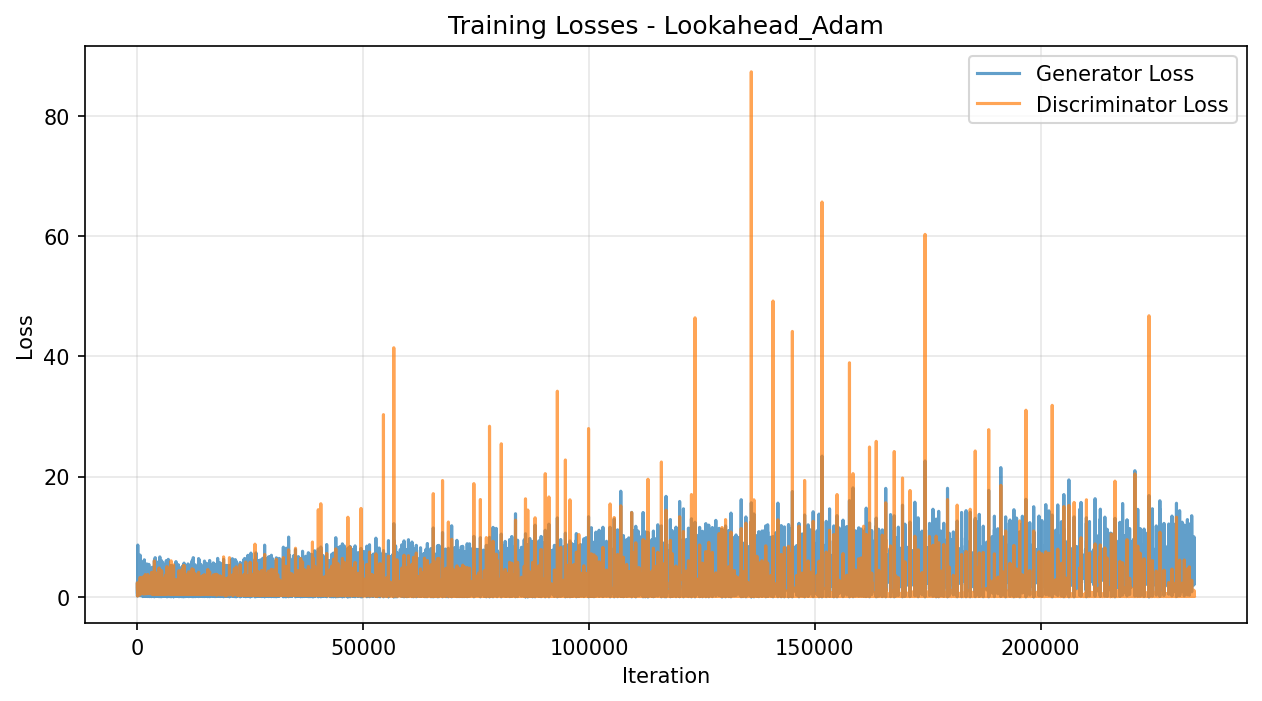 Training Losses - Lookahead_Adam
Generator Loss
Discriminator Loss
80
60
40
20
0
Loss
0
50000
100000
150000
200000
Iteration